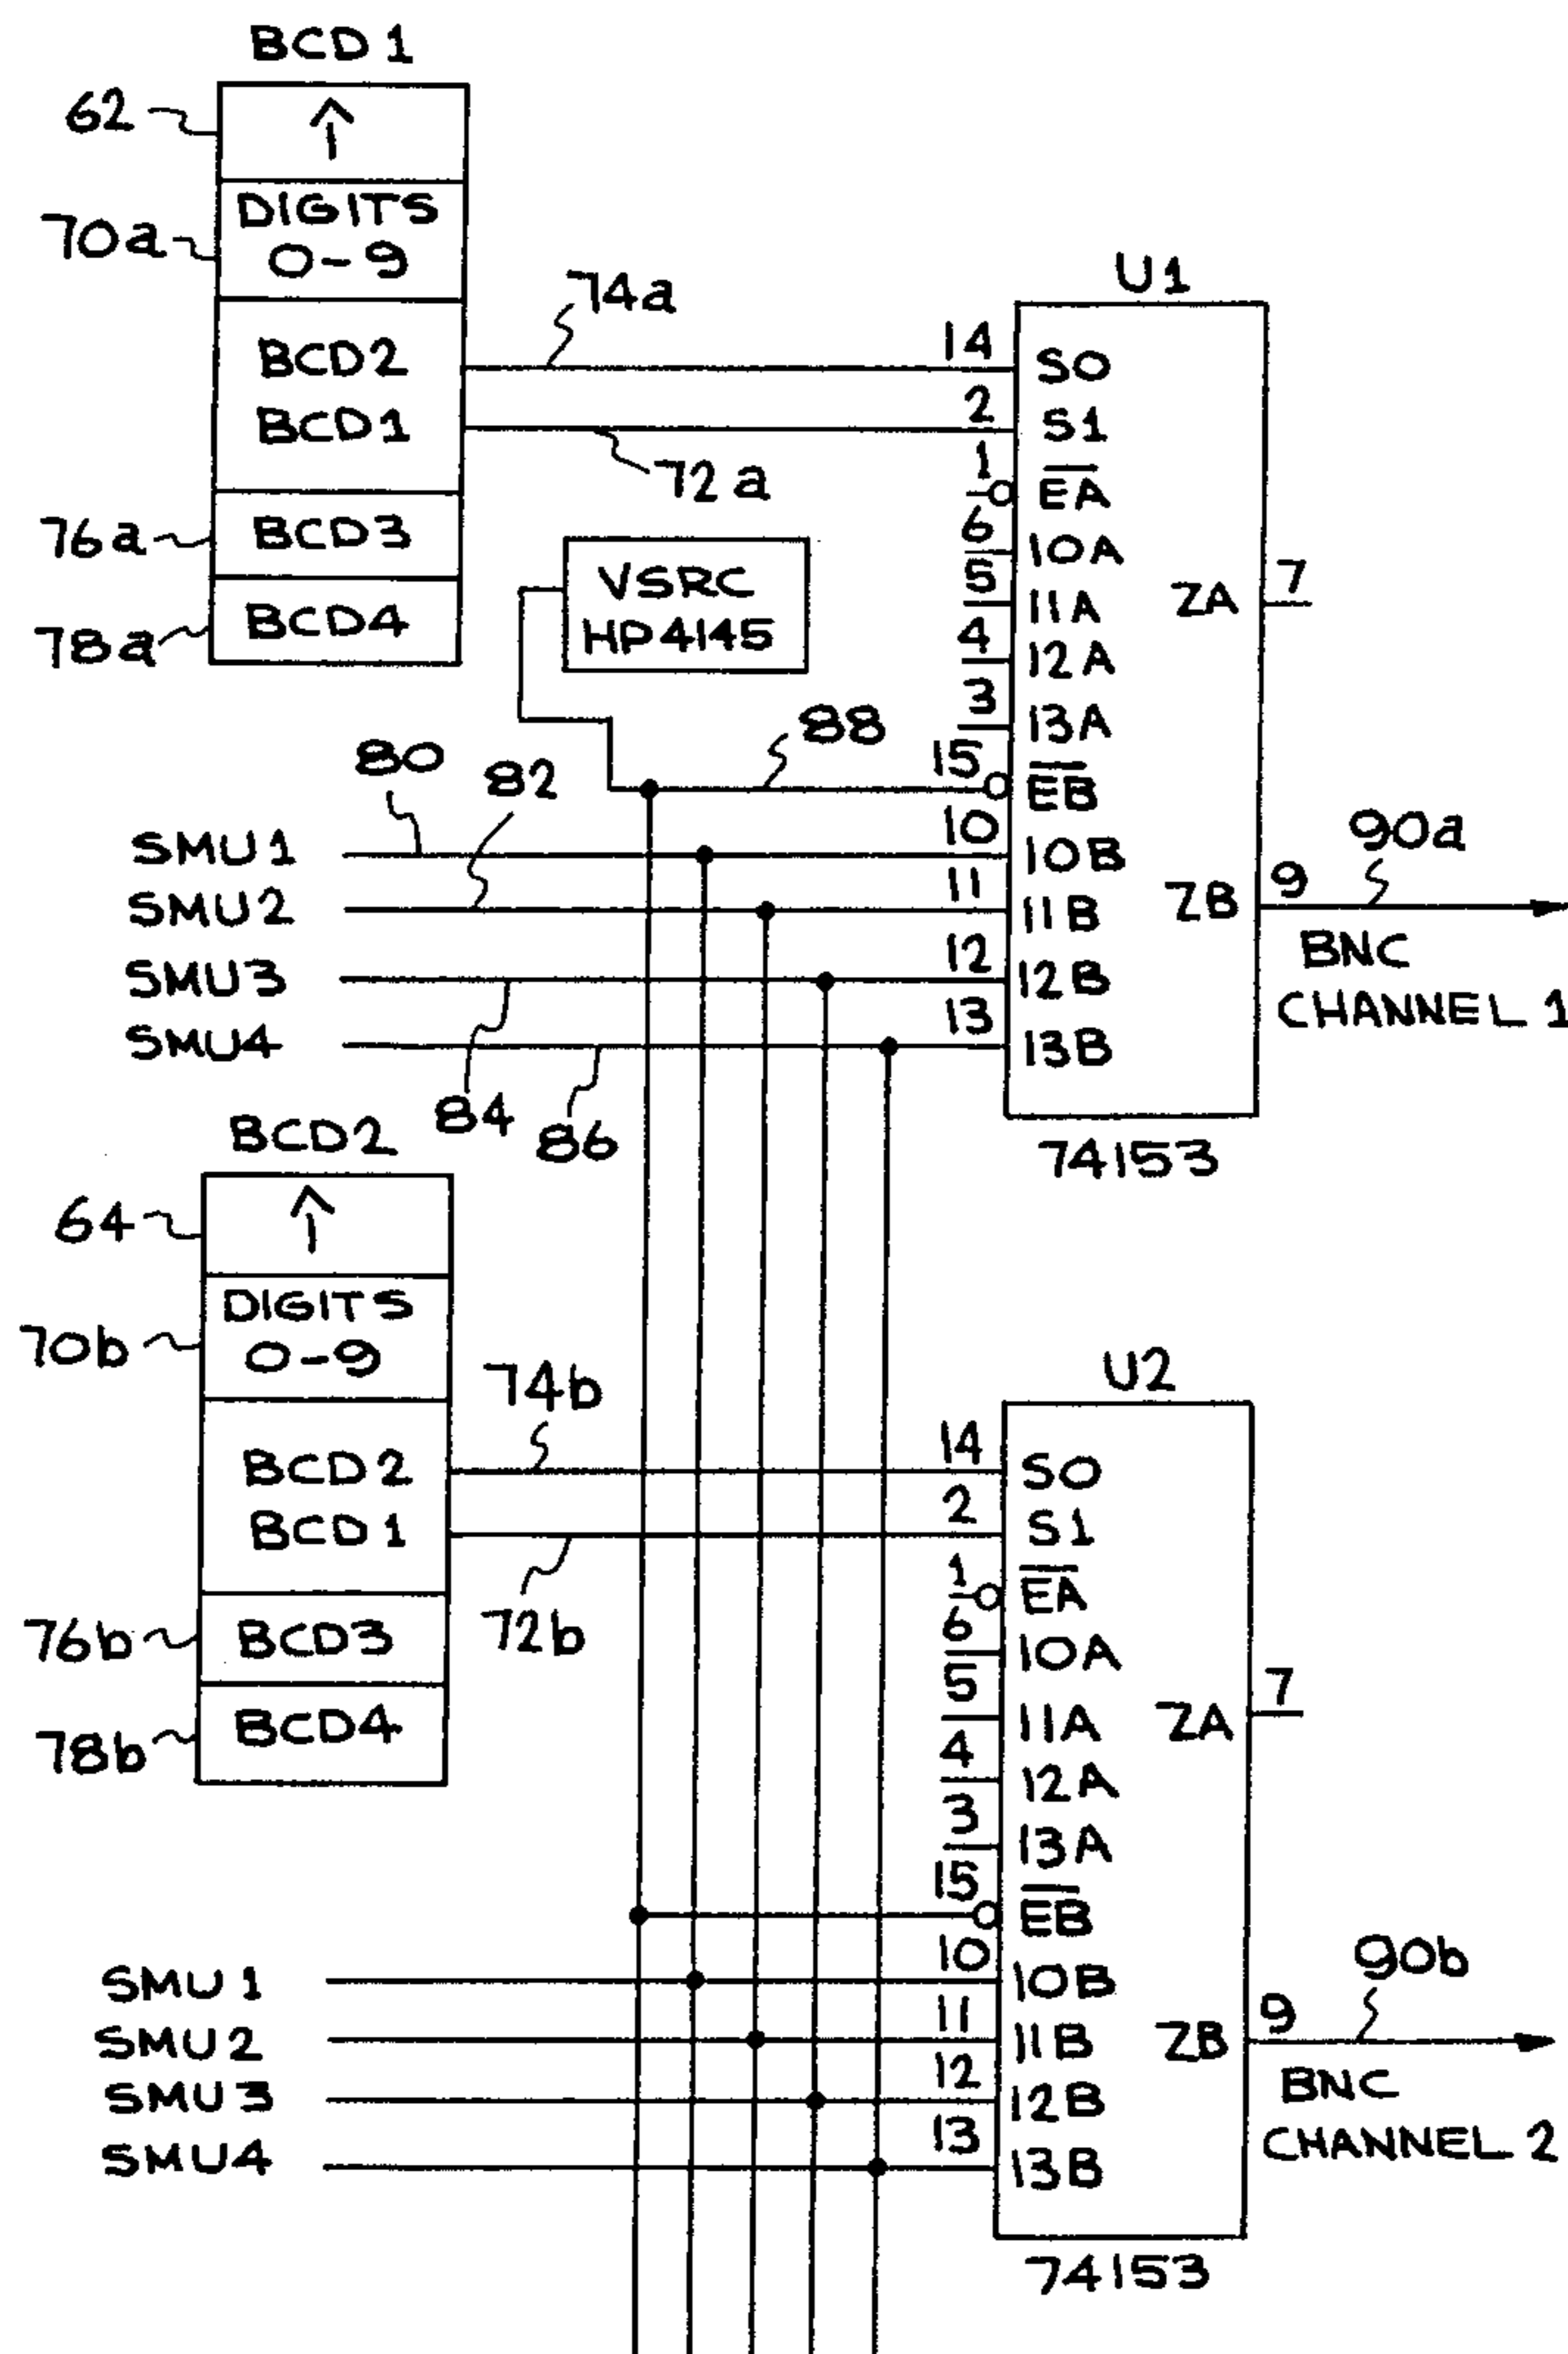 BCD1
62
↑
70a
DIGITS
0-9
74a
BCD2
BCD1
72a
76a
BCD3
78a
BCD4
VSRC
HP4145
U1
14
S0
2
S1
1
EA
6
10A
5
11A
4
12A
3
13A
15
EB
10
10B
11
11B
12
12B
13
13B
ZA
7
ZB
9
90a
BNC
CHANNEL 1
74153
88
80
82
SMU1
SMU2
SMU3
SMU4
84
86
BCD2
64
↑
70b
DIGITS
0-9
74b
BCD2
BCD1
72b
76b
BCD3
78b
BCD4
U2
14
S0
2
S1
1
EA
6
10A
5
11A
4
12A
3
13A
15
EB
10
10B
11
11B
12
12B
13
13B
ZA
7
ZB
9
90b
BNC
CHANNEL 2
74153
SMU1
SMU2
SMU3
SMU4